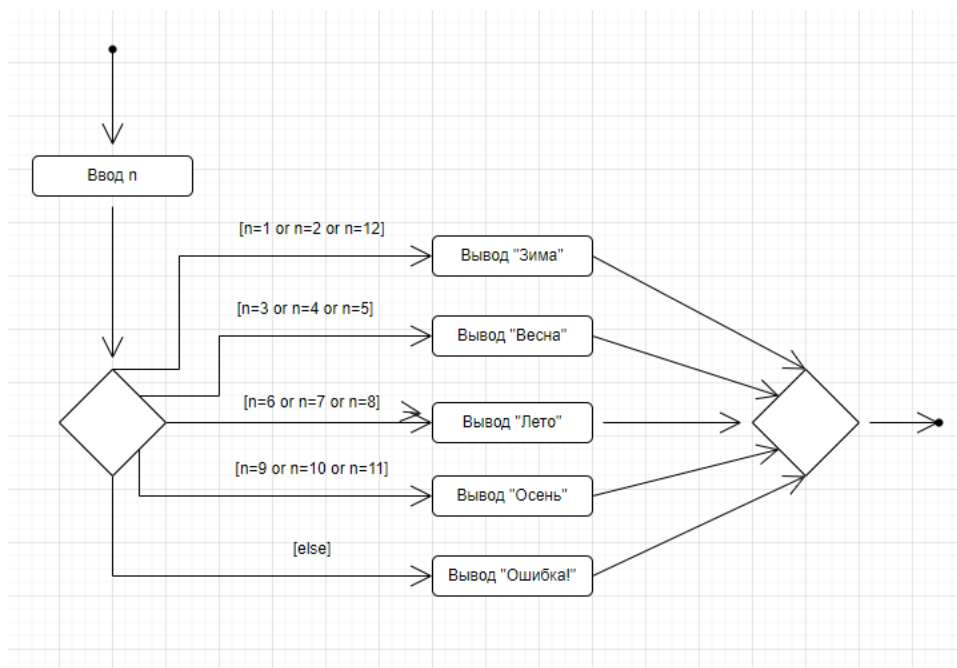 Ввод n
[n=1 or n=2 or n=12]
Вывод "Зима"
[n=3 or n=4 or n=5]
Вывод "Весна"
[n=6 or n=7 or n=8]
Вывод "Лето"
[n=9 or n=10 or n=11]
Вывод "Осень"
[else]
Вывод "Ошибка!"